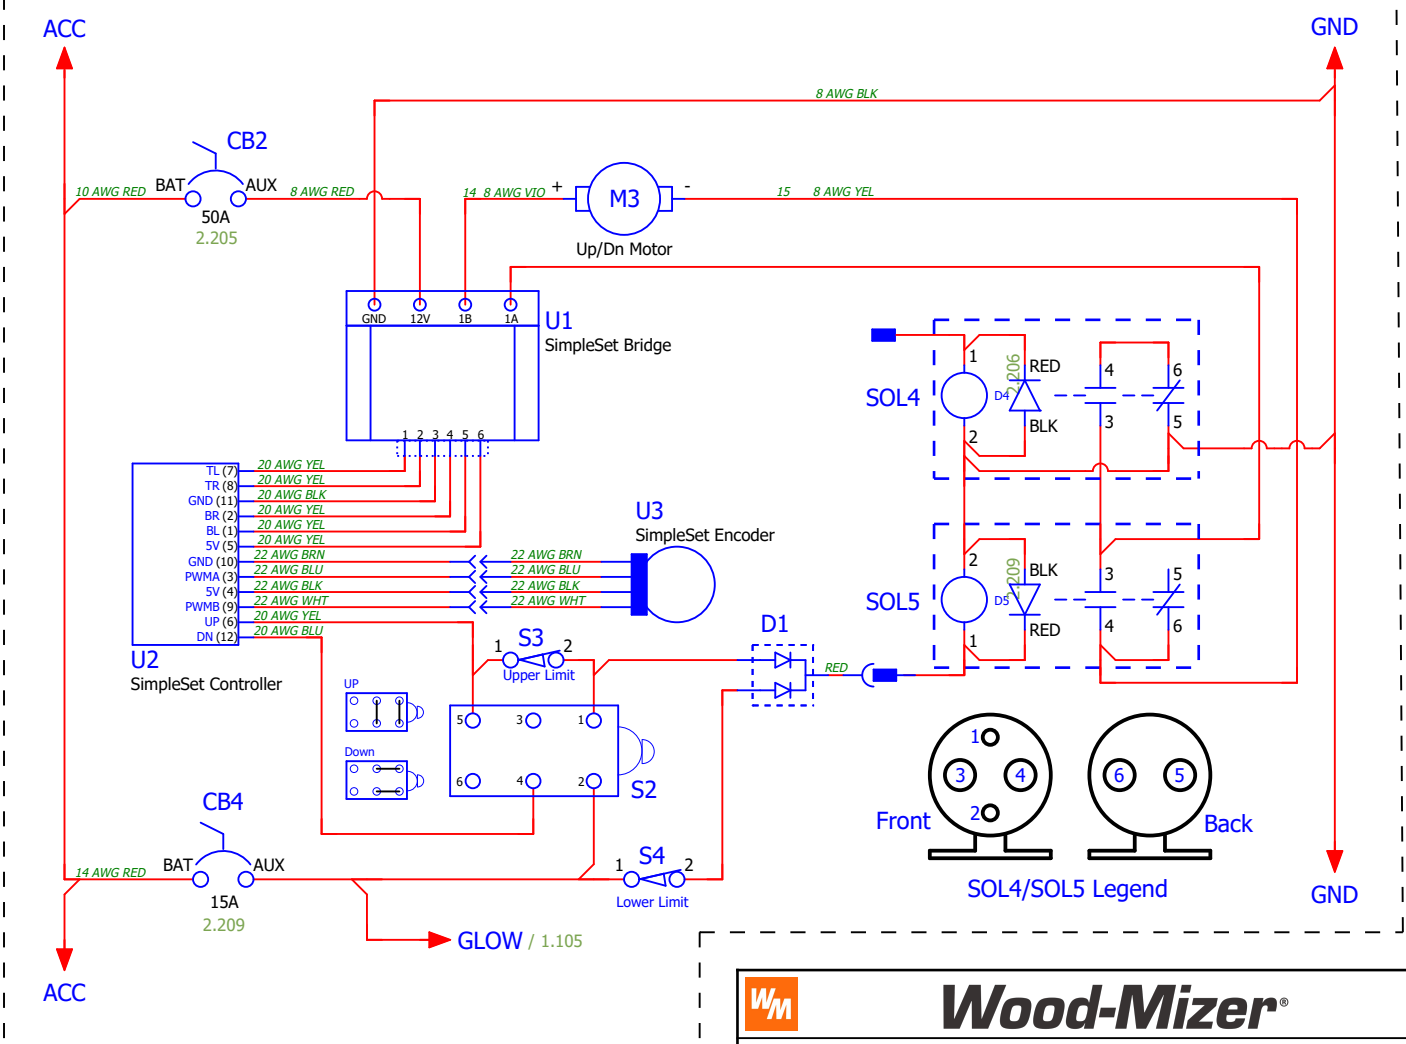 ACC
GND
8 AWG BLK
CB2
10 AWG RED
BAT
AUX
8 AWG RED
14 8 AWG VIO
+
M3
-
15 8 AWG YEL
50A
2.205
Up/Dn Motor
GND 12V 1B 1A
U1
SimpleSet Bridge
1 2 3 4 5 6
SOL4
1
2
D4
2.206
RED
BLK
4
3
6
5
TL (7) 20 AWG YEL
TR (8) 20 AWG YEL
GND (11) 20 AWG BLK
BR (2) 20 AWG YEL
BL (1) 20 AWG YEL
5V (5) 20 AWG YEL
GND (10) 22 AWG BRN 22 AWG BRN
PWMA (3) 22 AWG BLU 22 AWG BLU
5V (4) 22 AWG BLK 22 AWG BLK
PWMB (9) 22 AWG WHT 22 AWG WHT
UP (6) 20 AWG YEL
DN (12) 20 AWG BLU
U3
SimpleSet Encoder
U2
SimpleSet Controller
SOL5
2
1
D5
2.209
BLK
RED
3
4
5
6
S3
1 2
Upper Limit
D1
RED
UP
Down
5 3 1
6 4 2
S2
CB4
14 AWG RED
BAT
AUX
15A
2.209
S4
1 2
Lower Limit
1
3 4
2
Front
6 5
Back
SOL4/SOL5 Legend
GND
GLOW / 1.105
ACC
WM
Wood-Mizer®